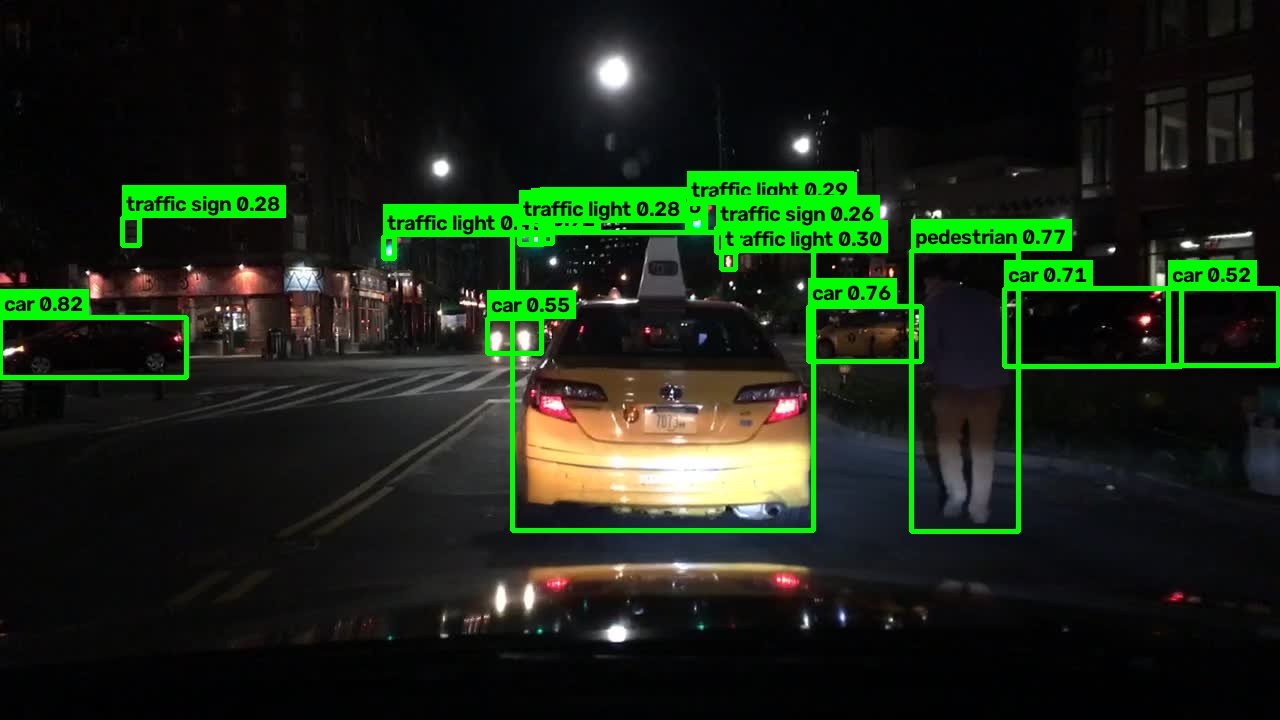 traffic light 0.29
traffic sign 0.28
traffic light 0.28
traffic sign 0.26
traffic light 0.
traffic light 0.30
pedestrian 0.77
car 0.71
car 0.52
car 0.76
car 0.82
car 0.55